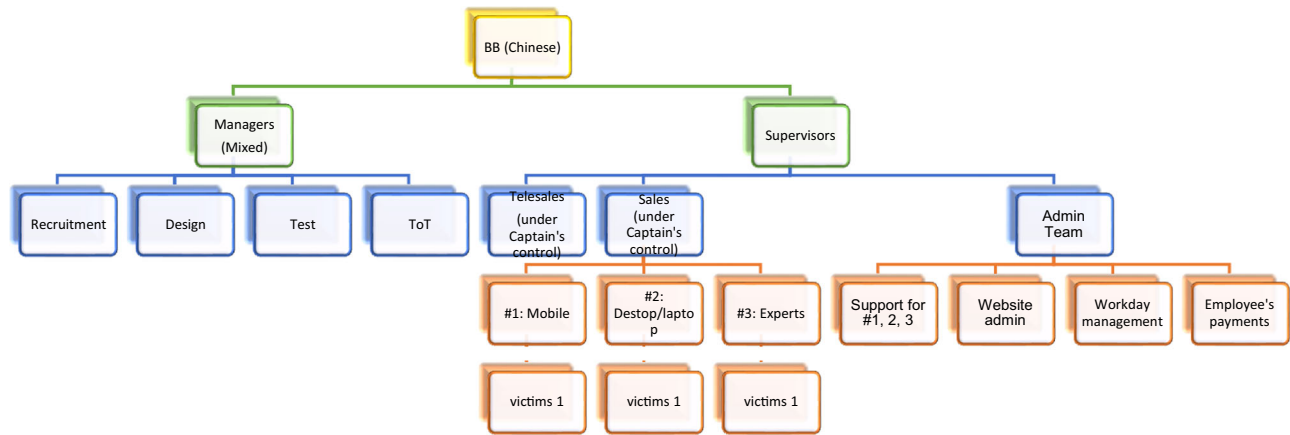 BB (Chinese)
Managers
(Mixed)
Supervisors
Recruitment
Design
Test
ToT
Telesales
(under
Captain's
control)
Sales
(under
Captain's
control)
Admin
Team
#1: Mobile
#2:
Destop/lapto
p
#3: Experts
Support for
#1, 2, 3
Website
admin
Workday
management
Employee's
payments
victims 1
victims 1
victims 1